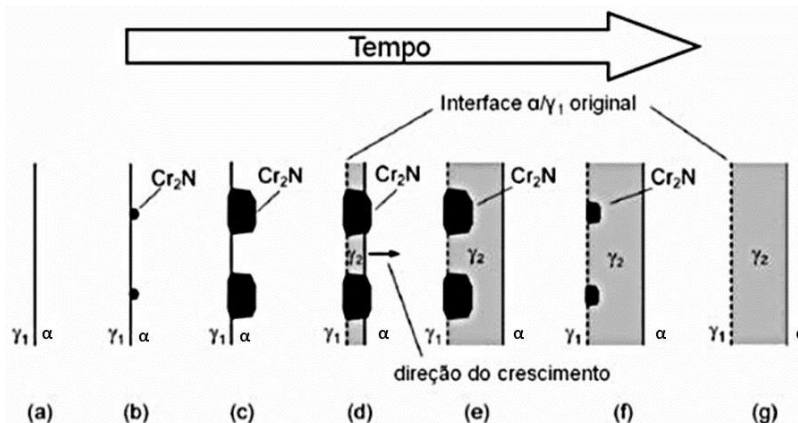 Tempo
Interface α/γ₁ original
Cr₂N
Cr₂N
Cr₂N
Cr₂N
Cr₂N
γ₂
γ₂
γ₂
γ₂
γ₁ α
γ₁ α
γ₁ α
γ₁ α
γ₁ α
γ₁ α
γ₁
direção do crescimento
(a) (b) (c) (d) (e) (f) (g)